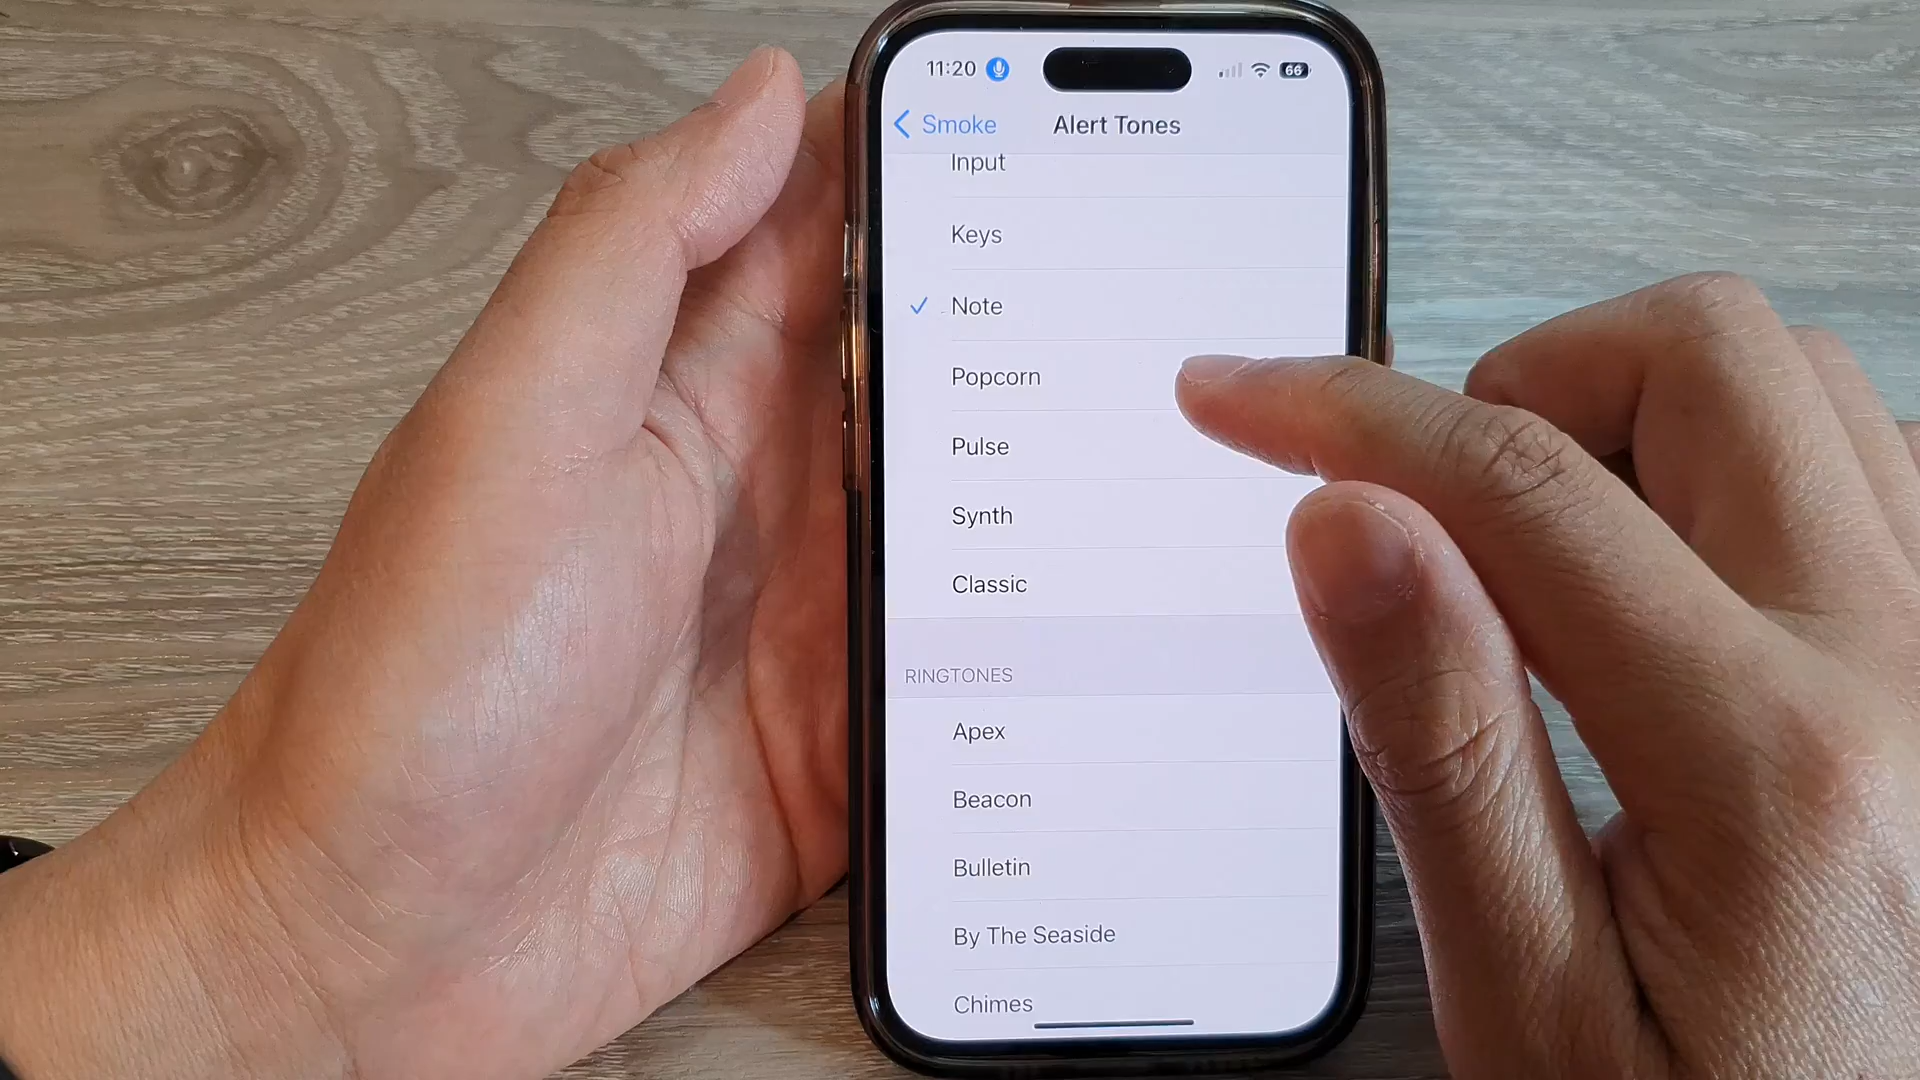 11:20
66
Smoke
Alert Tones
Input
Keys
Note
Popcorn
Pulse
Synth
Classic
RINGTONES
Apex
Beacon
Bulletin
By The Seaside
Chimes